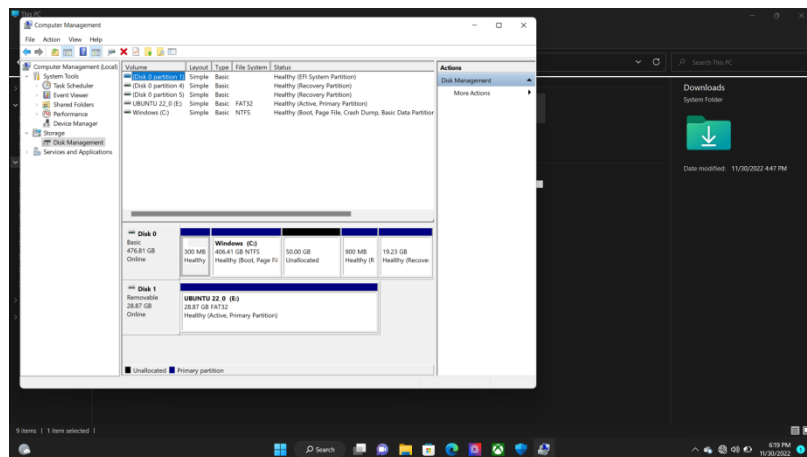 This PC
Computer Management
File Action View Help
Search This PC
Computer Management (Local)
System Tools
Task Scheduler
Event Viewer
Shared Folders
Performance
Device Manager
Storage
Disk Management
Services and Applications
Volume Layout Type File System Status
(Disk 0 partition 1) Simple Basic Healthy (EFI System Partition)
(Disk 0 partition 4) Simple Basic Healthy (Recovery Partition)
(Disk 0 partition 5) Simple Basic Healthy (Recovery Partition)
UBUNTU 22_0 (E:) Simple Basic FAT32 Healthy (Active, Primary Partition)
Windows (C:) Simple Basic NTFS Healthy (Boot, Page File, Crash Dump, Basic Data Partition
Actions
Disk Management
More Actions
Downloads
System Folder
Date modified: 11/30/2022 4:47 PM
Disk 0
Basic
476.81 GB
Online
300 MB
Healthy
Windows (C:)
406.41 GB NTFS
Healthy (Boot, Page Fi
50.00 GB
Unallocated
900 MB
Healthy (R
19.23 GB
Healthy (Recove
Disk 1
Removable
28.87 GB
Online
UBUNTU 22_0 (E:)
28.87 GB FAT32
Healthy (Active, Primary Partition)
Unallocated Primary partition
9 items 1 item selected
Search
6:19 PM
11/30/2022